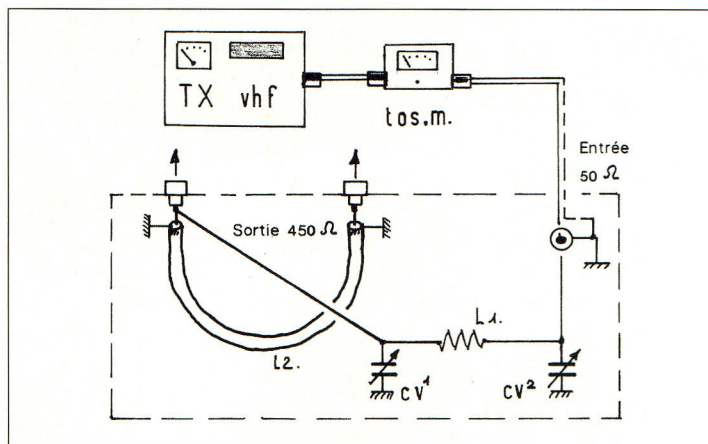 TX vhf
tos.m.
Entrée
50 Ω
Sortie 450 Ω
L2.
L1.
CV1
CV2